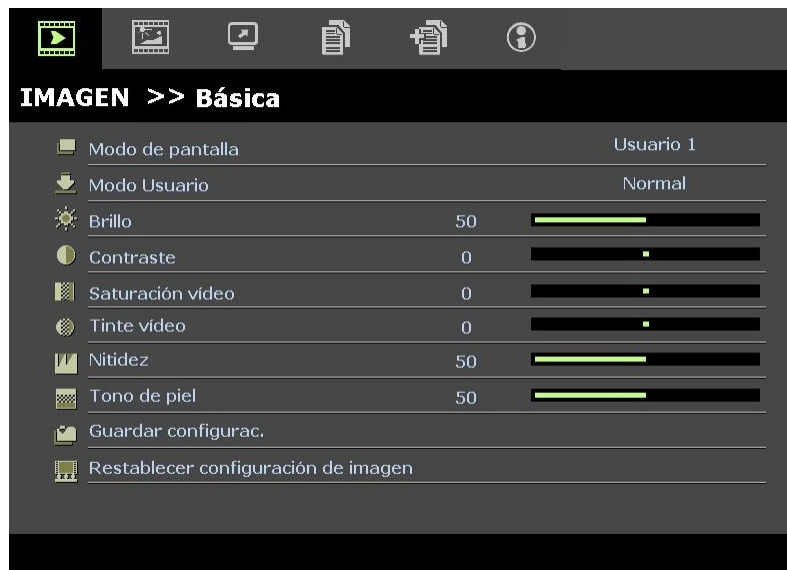 IMAGEN >> Básica
Modo de pantalla Usuario 1
Modo Usuario Normal
Brillo 50
Contraste 0
Saturación vídeo 0
Tinte vídeo 0
Nitidez 50
Tono de piel 50
Guardar configurac.
Restablecer configuración de imagen